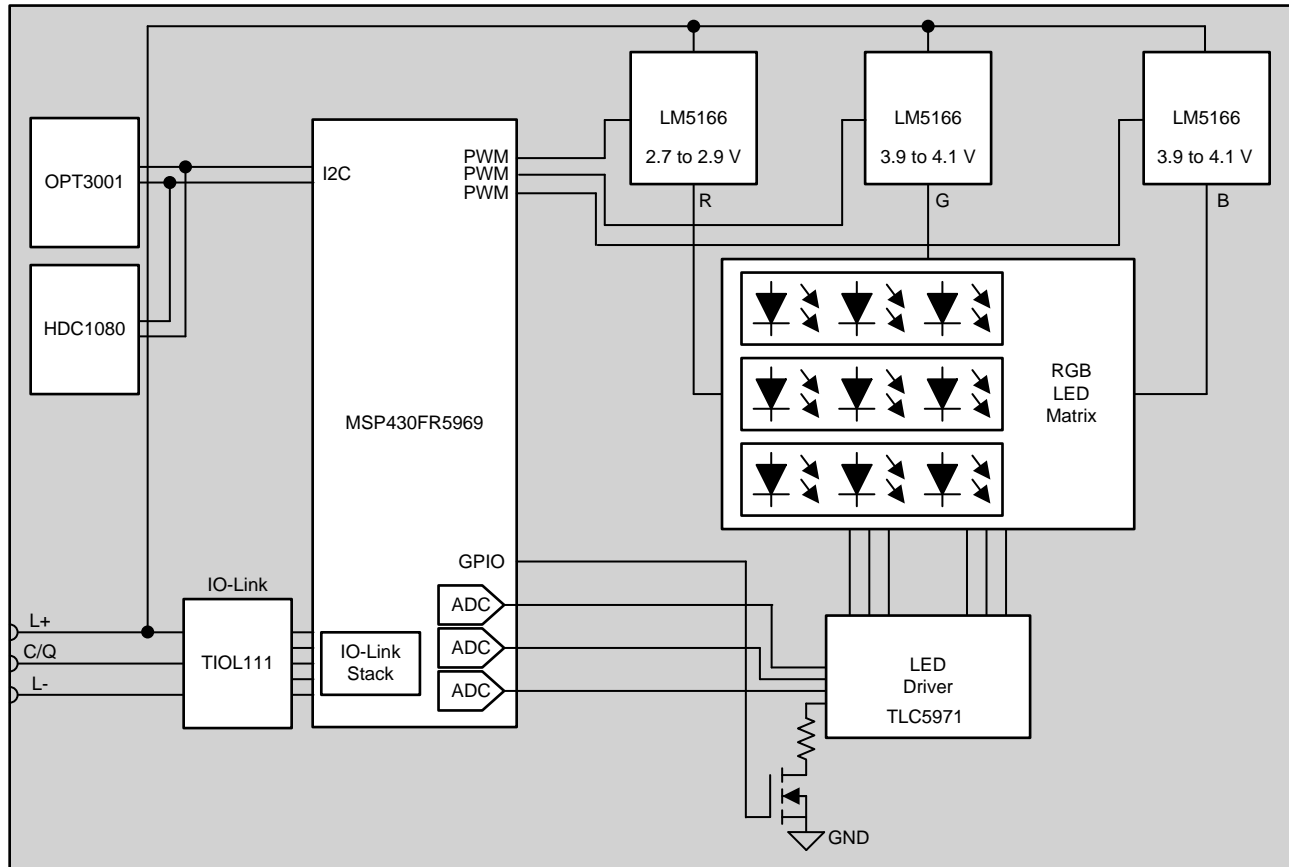 LM5166
2.7 to 2.9 V
LM5166
3.9 to 4.1 V
LM5166
3.9 to 4.1 V
OPT3001
I2C
PWM
PWM
PWM
R
G
B
HDC1080
MSP430FR5969
RGB
LED
Matrix
GPIO
IO-Link
ADC
ADC
ADC
L+
C/Q
L-
TIOL111
IO-Link
Stack
LED
Driver
TLC5971
GND